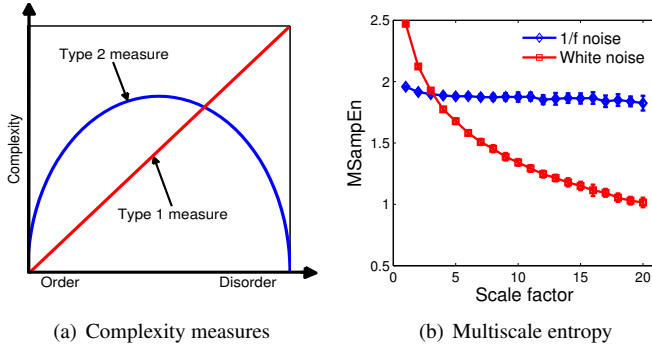 Complexity
Type 2 measure
Type 1 measure
Order
Disorder
(a) Complexity measures
MSampEn
2.5
2
1.5
1
0.5
1/f noise
White noise
0
5
10
15
20
Scale factor
(b) Multiscale entropy